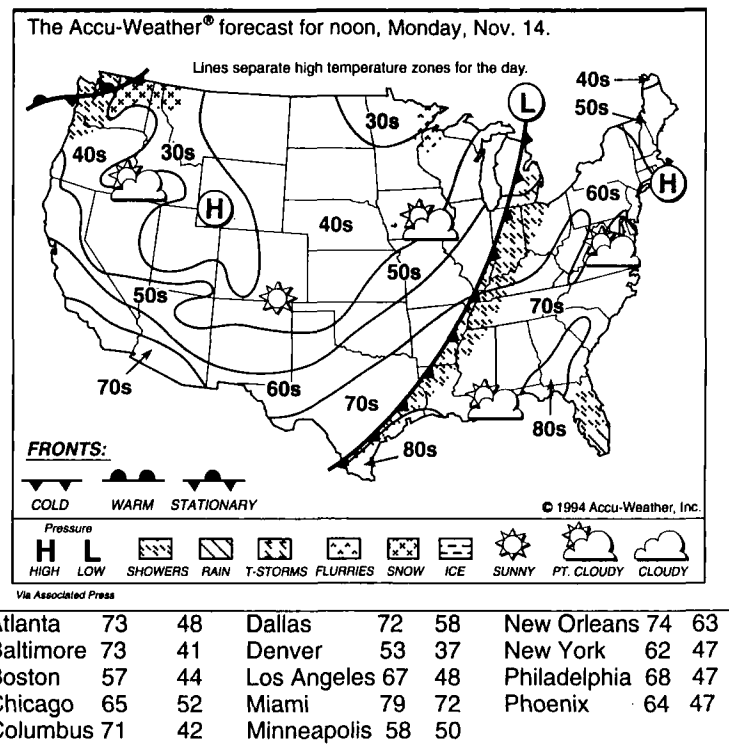 The Accu-Weather® forecast for noon, Monday, Nov. 14.
Lines separate high temperature zones for the day.
40s
50s
L
30s
40s
30s
H
60s
H
40s
50s
50s
70s
70s
60s
70s
80s
80s
FRONTS:
COLD WARM STATIONARY
© 1994 Accu-Weather, Inc.
Pressure
H L
HIGH LOW SHOWERS RAIN T-STORMS FLURRIES SNOW ICE SUNNY PT. CLOUDY CLOUDY
Via Associated Press
Atlanta 73 48 Dallas 72 58 New Orleans 74 63
Baltimore 73 41 Denver 53 37 New York 62 47
Boston 57 44 Los Angeles 67 48 Philadelphia 68 47
Chicago 65 52 Miami 79 72 Phoenix 64 47
Columbus 71 42 Minneapolis 58 50